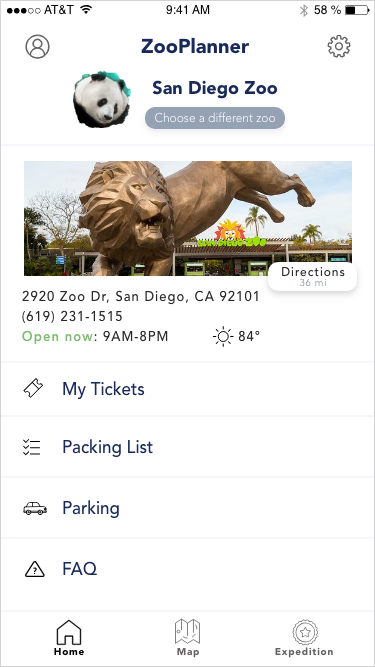 AT&T 9:41 AM 58 %
ZooPlanner
San Diego Zoo
Choose a different zoo
SAN DIEGO ZOO
Directions
36 mi
2920 Zoo Dr, San Diego, CA 92101
(619) 231-1515
Open now: 9AM-8PM 84°
My Tickets
Packing List
Parking
FAQ
Home Map Expedition